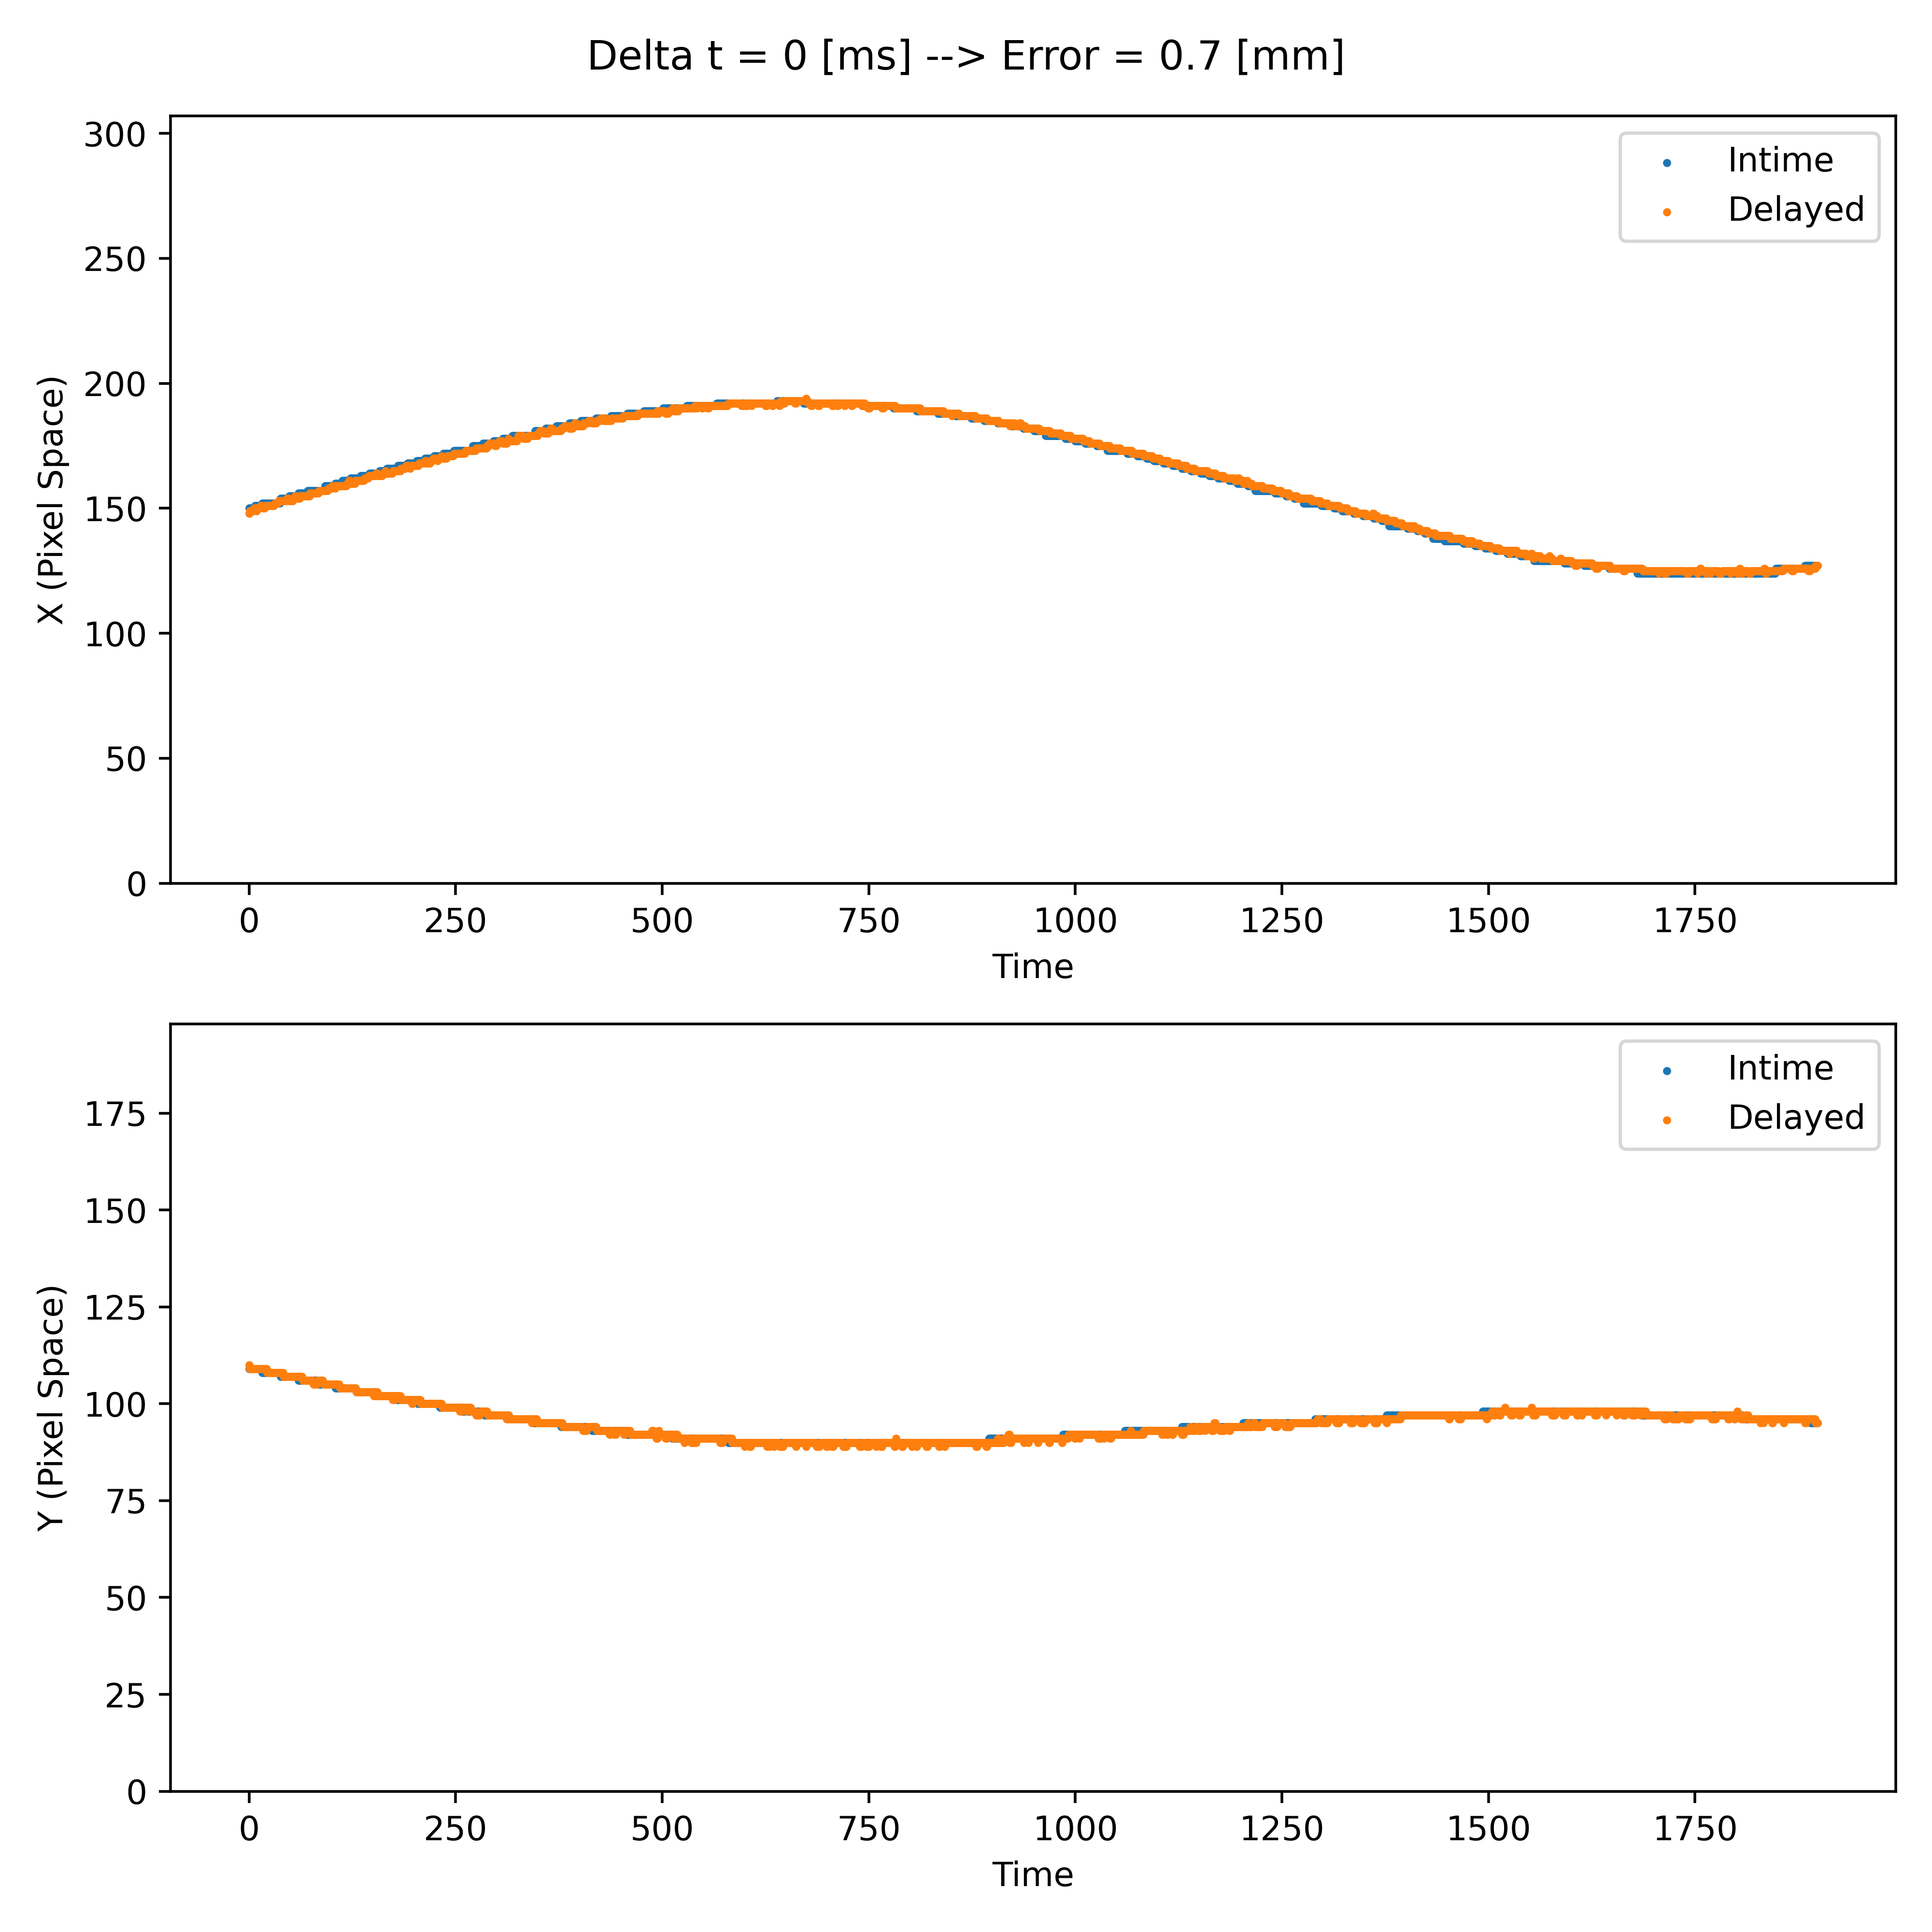 Delta t = 0 [ms] --> Error = 0.7 [mm]
300
250
200
150
100
50
0
X (Pixel Space)
Intime
Delayed
0 250 500 750 1000 1250 1500 1750
Time
175
150
125
100
75
50
25
0
Y (Pixel Space)
Intime
Delayed
0 250 500 750 1000 1250 1500 1750
Time